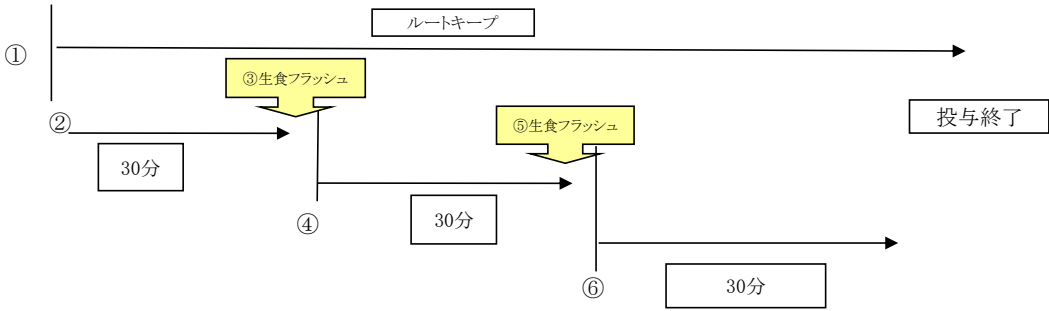 ルートキープ
①
③生食フラッシュ
②
⑤生食フラッシュ
投与終了
30分
④
30分
⑥
30分